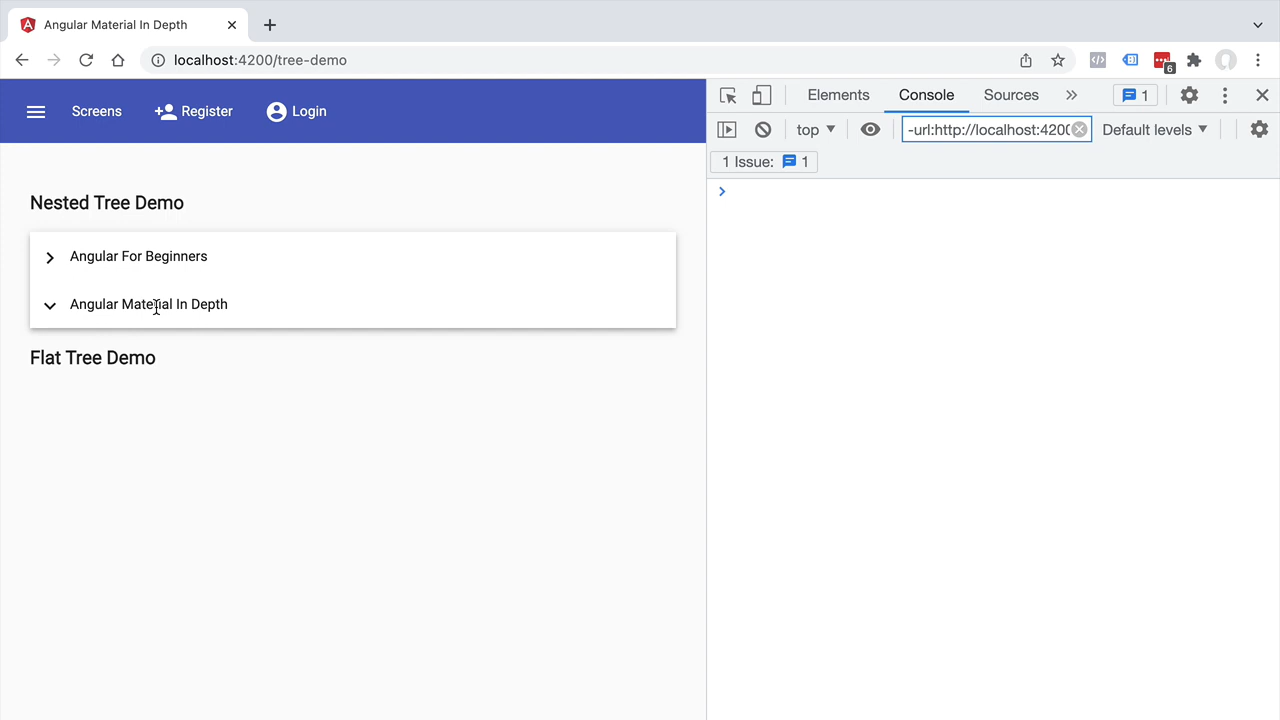 Angular Material In Depth
localhost:4200/tree-demo
6
Screens
Register
Login
Elements
Console
Sources
1
top
-url:http://localhost:4200
Default levels
1 Issue: 1
Nested Tree Demo
Angular For Beginners
Angular Material In Depth
Flat Tree Demo